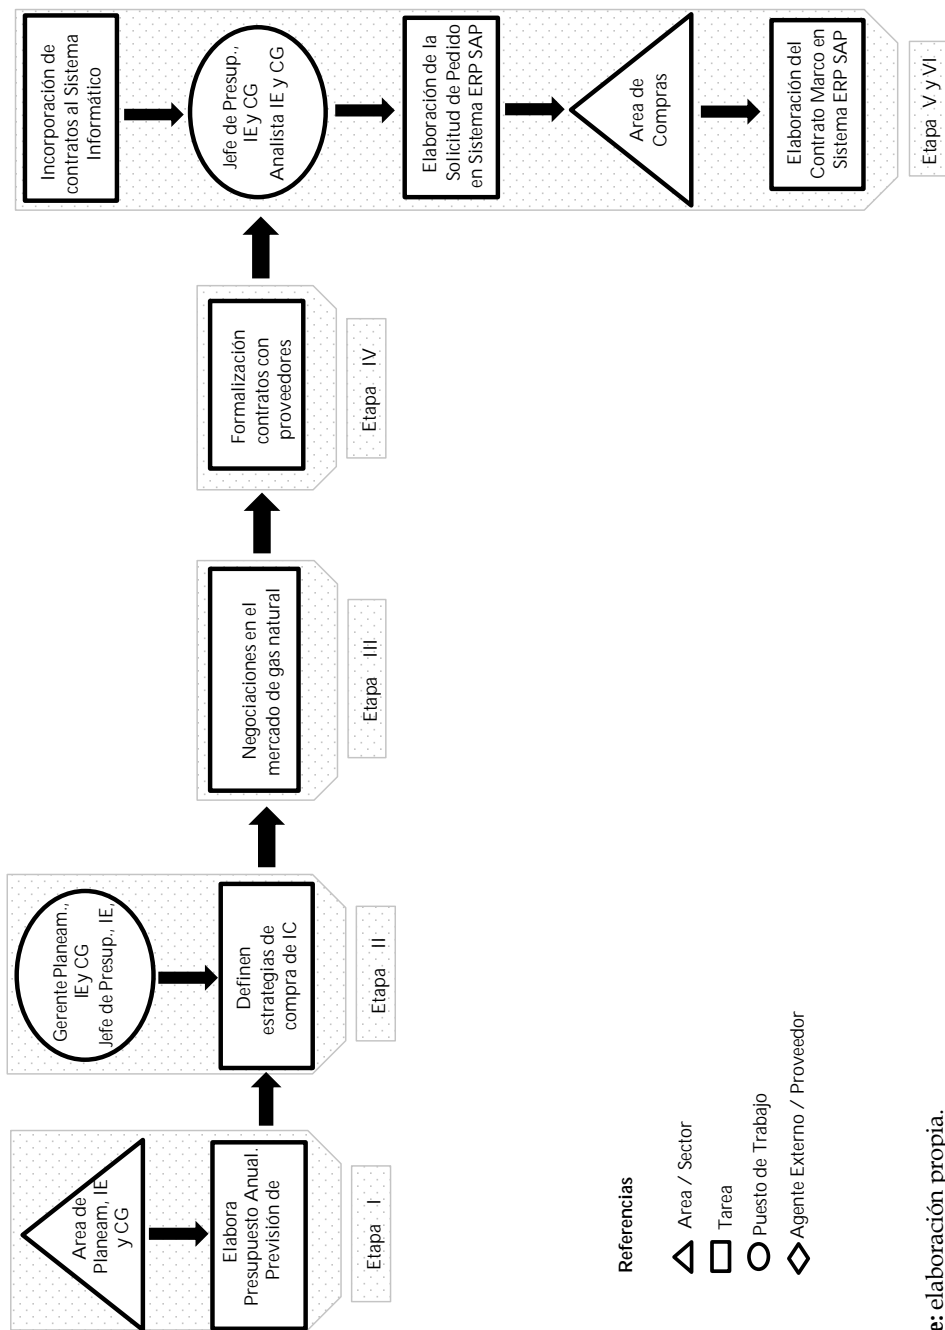 Area de
Planeam, IE
y CG
Elabora
Presupuesto Anual.
Previsión de
Etapa I
Gerente Planeam.,
IE y CG
Jefe de Presup., IE,
Definen
estrategias de
compra de IC
Etapa II
Negociaciones en el
mercado de gas natural
Etapa III
Formalización
contratos con
proveedores
Etapa IV
Incorporación de
contratos al Sistema
Informático
Jefe de Presup.,
IE y CG
Analista IE y CG
Elaboración de la
Solicitud de Pedido
en Sistema ERP SAP
Area de
Compras
Elaboración del
Contrato Marco en
Sistema ERP SAP
Etapa V y VI
Referencias
Area / Sector
Tarea
Puesto de Trabajo
Agente Externo / Proveedor
e: elaboración propia.